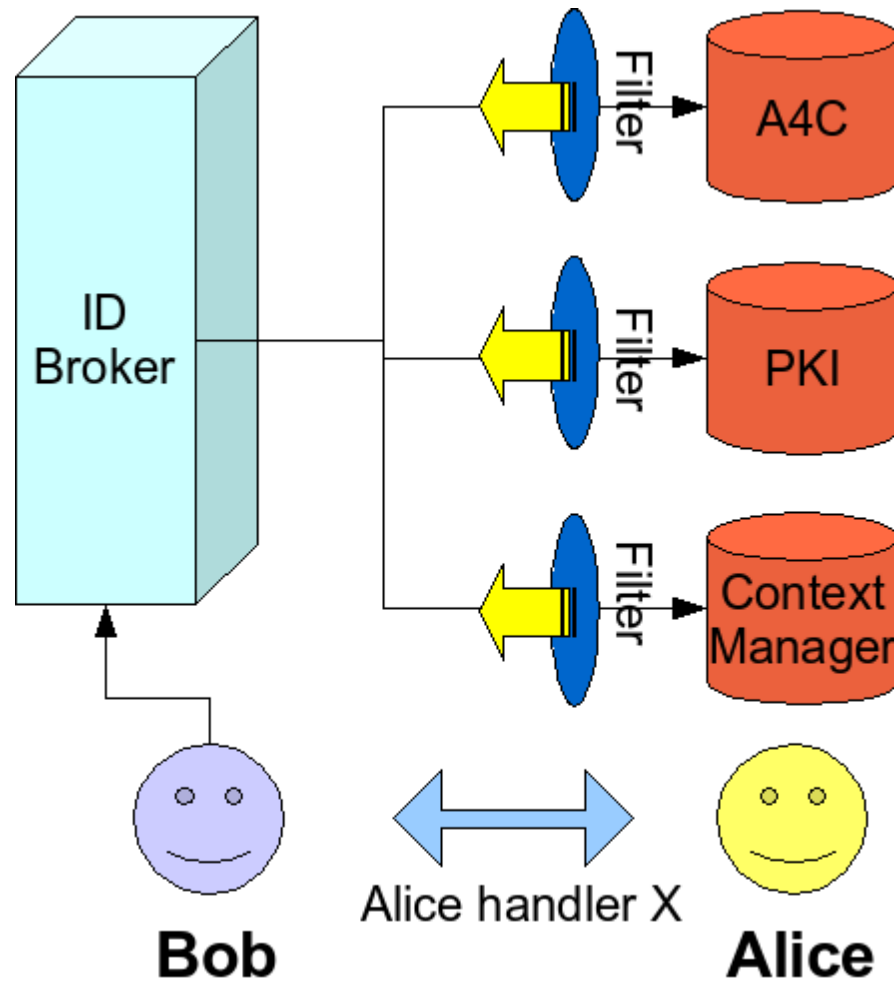 Filter
A4C
ID
Broker
Filter
PKI
Filter
Context
Manager
Alice handler X
Bob
Alice